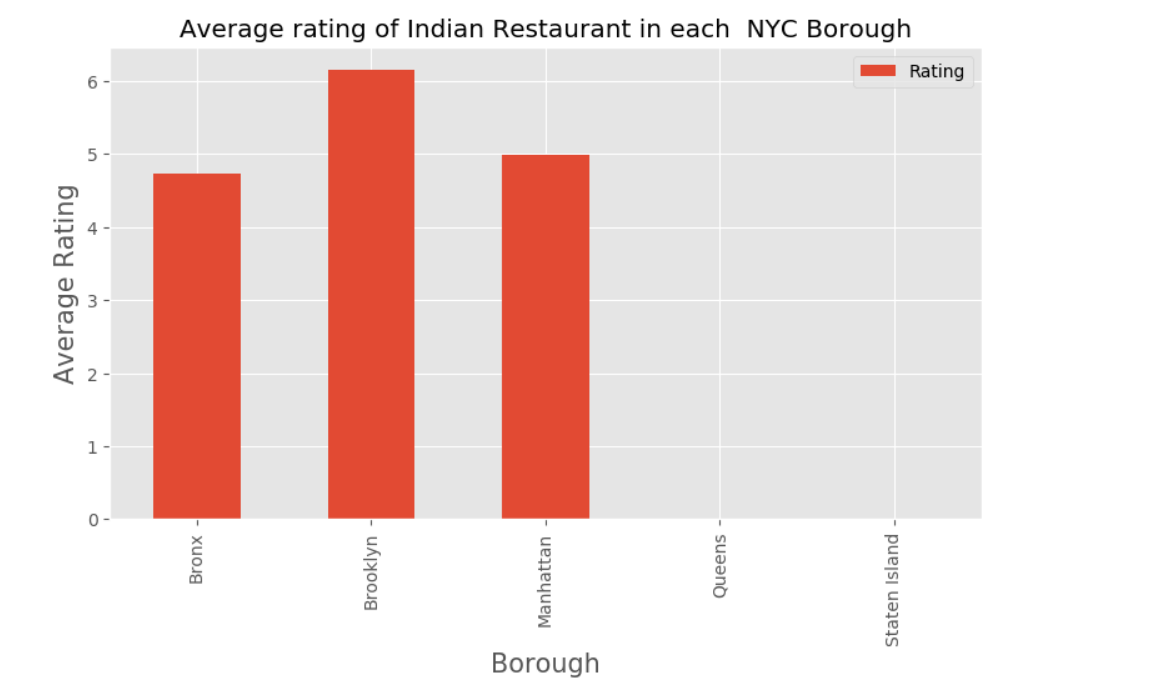 Average rating of Indian Restaurant in each  NYC Borough
Rating
6
5
4
3
2
1
0
Average Rating
Bronx
Brooklyn
Manhattan
Queens
Staten Island
Borough